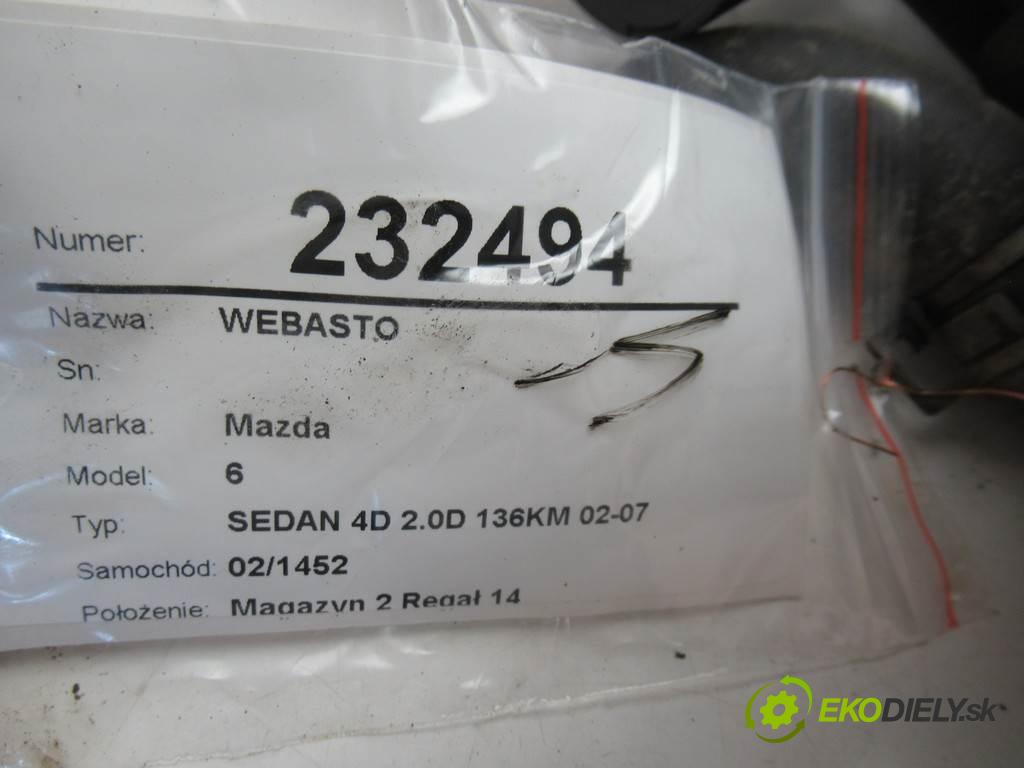 Numer: 232494
Nazwa: WEBASTO
Sn:
Marka: Mazda
Model: 6
Typ: SEDAN 4D 2.0D 136KM 02-07
Samochód: 02/1452
Położenie: Magazyn 2 Regał 14
EKODIELY.sk